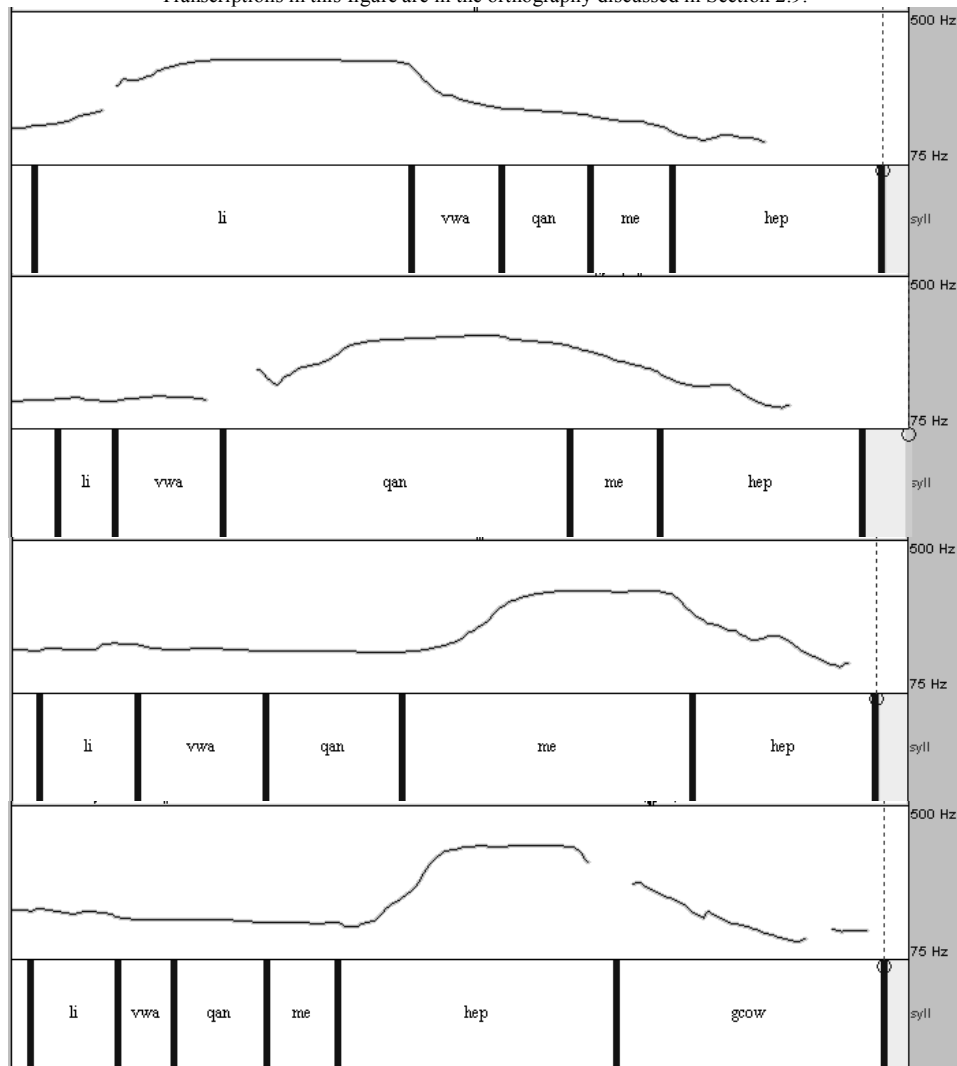 Transcriptions in this figure are in the orthography discussed in Section 2.9.
500 Hz
75 Hz
li vwa qan me hep syll
500 Hz
75 Hz
li vwa qan me hep syll
500 Hz
75 Hz
li vwa qan me hep syll
500 Hz
75 Hz
li vwa qan me hep gcow syll